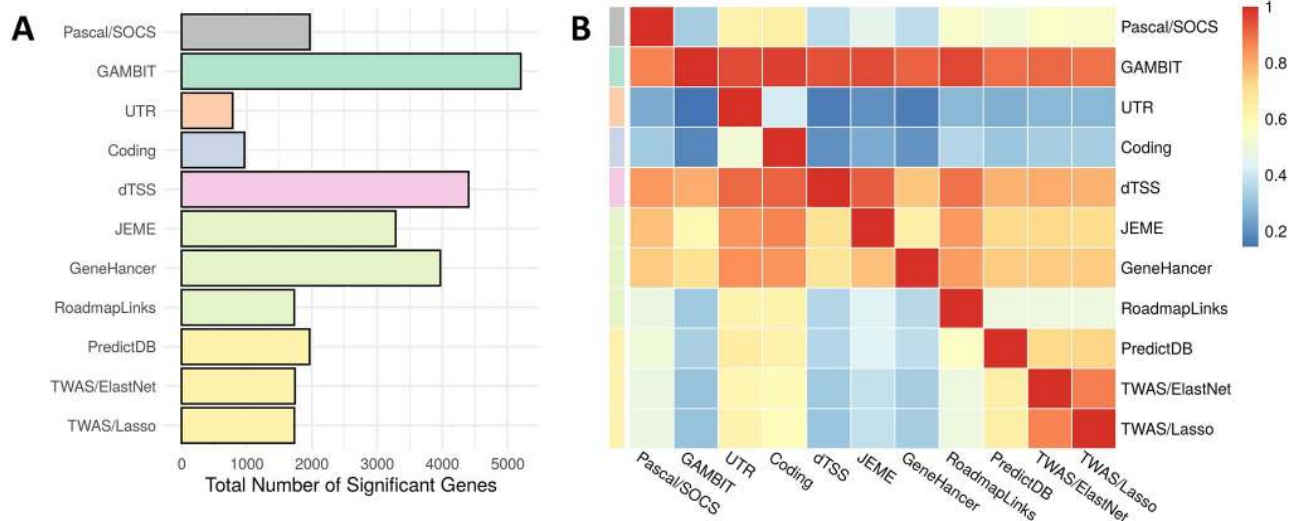 A
Pascal/SOCS
GAMBIT
UTR
Coding
dTSS
JEME
GeneHancer
RoadmapLinks
PredictDB
TWAS/ElastNet
TWAS/Lasso
0 1000 2000 3000 4000 5000
Total Number of Significant Genes
B
Pascal/SOCS
GAMBIT
UTR
Coding
dTSS
JEME
GeneHancer
RoadmapLinks
PredictDB
TWAS/ElastNet
TWAS/Lasso
Pascal/SOCS
GAMBIT
UTR
Coding
dTSS
JEME
GeneHancer
RoadmapLinks
PredictDB
TWAS/ElastNet
TWAS/Lasso
1
0.8
0.6
0.4
0.2